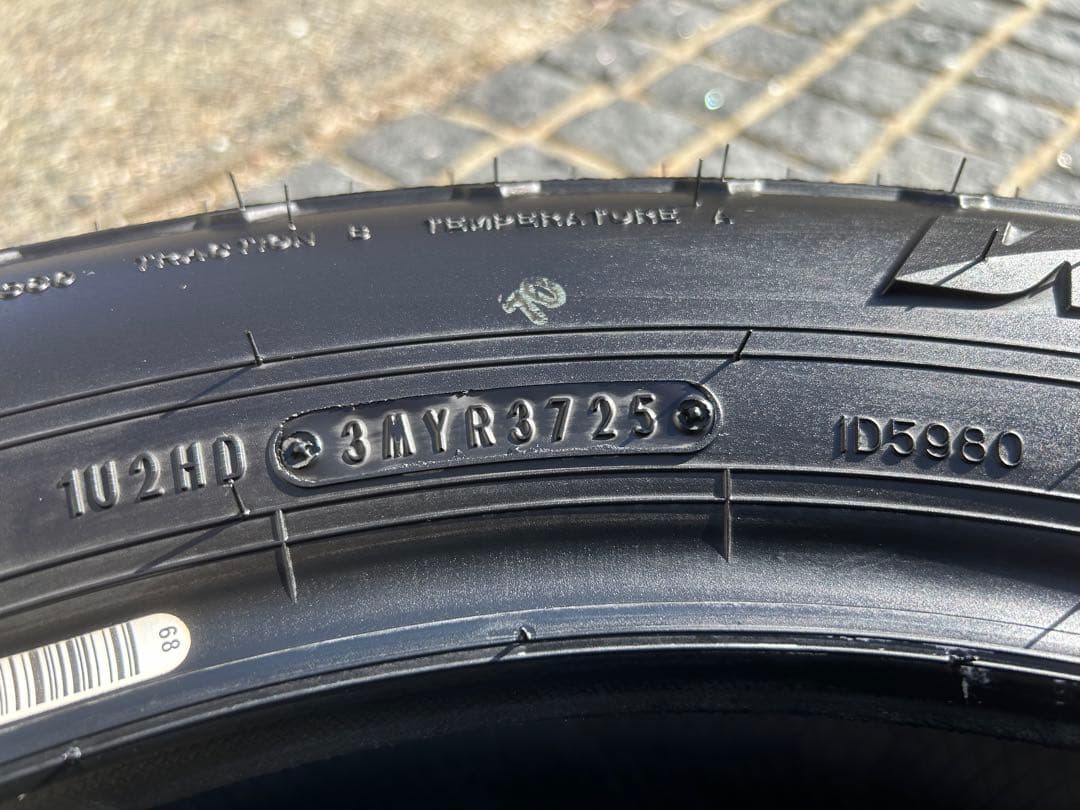 TRACTION B TEMPERATURE A
1U2HD 3MYR3725 1D5980
68